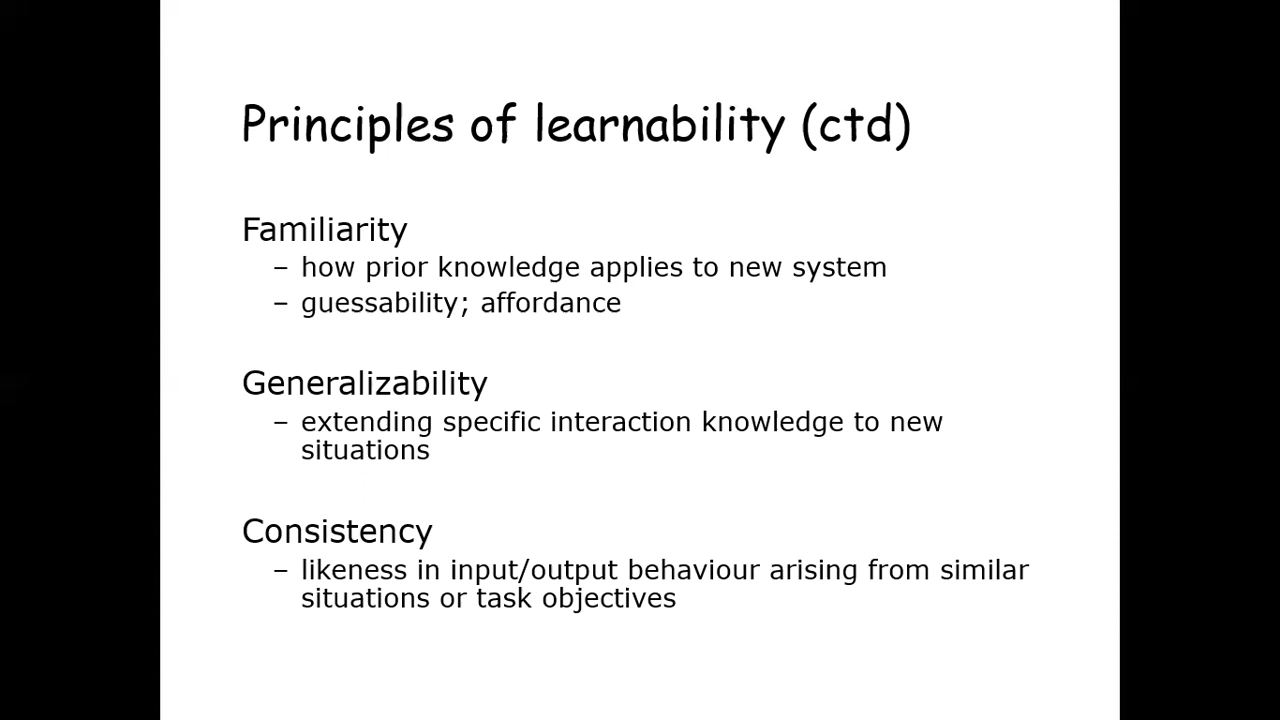 Principles of learnability (ctd)
Familiarity
– how prior knowledge applies to new system
– guessability; affordance
Generalizability
– extending specific interaction knowledge to new
situations
Consistency
– likeness in input/output behaviour arising from similar
situations or task objectives